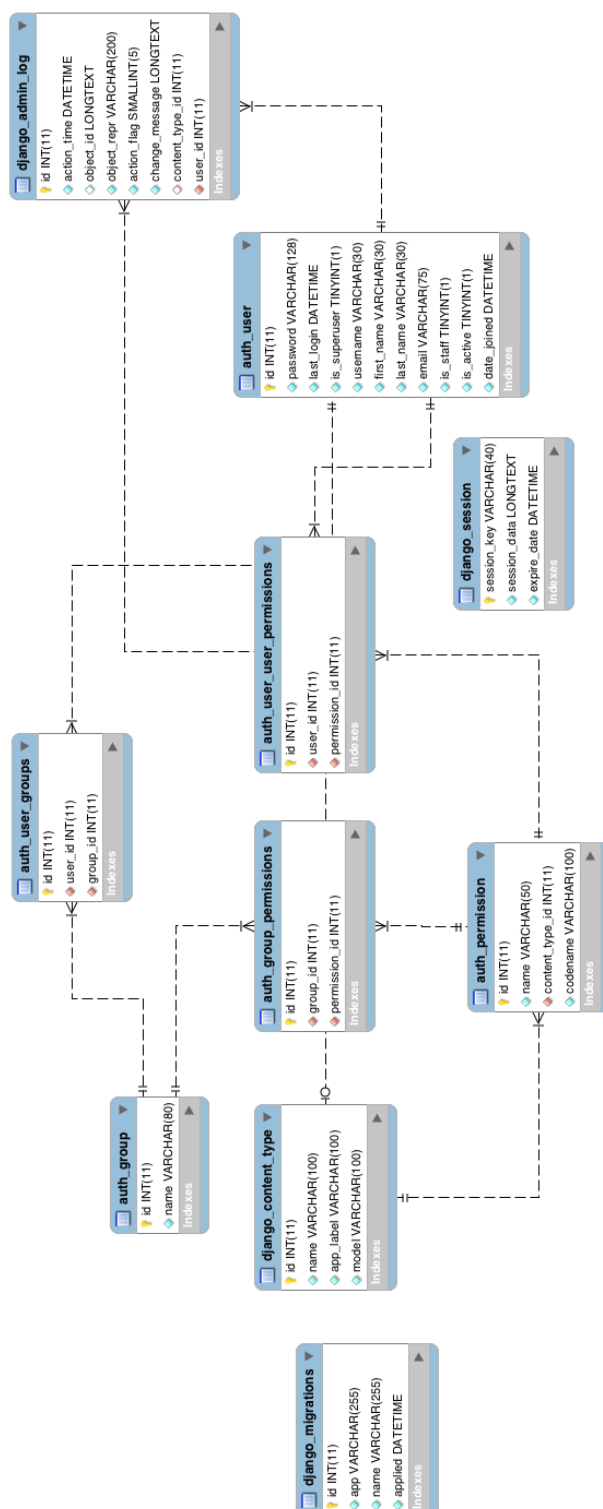 django_migrations
id INT(11)
app VARCHAR(255)
name VARCHAR(255)
applied DATETIME
Indexes
auth_group
id INT(11)
name VARCHAR(80)
Indexes
django_content_type
id INT(11)
name VARCHAR(100)
app_label VARCHAR(100)
model VARCHAR(100)
Indexes
auth_user_groups
id INT(11)
user_id INT(11)
group_id INT(11)
Indexes
auth_group_permissions
id INT(11)
group_id INT(11)
permission_id INT(11)
Indexes
auth_permission
id INT(11)
name VARCHAR(50)
content_type_id INT(11)
codename VARCHAR(100)
Indexes
auth_user_user_permissions
id INT(11)
user_id INT(11)
permission_id INT(11)
Indexes
django_session
session_key VARCHAR(40)
session_data LONGTEXT
expire_date DATETIME
Indexes
django_admin_log
id INT(11)
action_time DATETIME
object_id LONGTEXT
object_repr VARCHAR(200)
action_flag SMALLINT(5)
change_message LONGTEXT
content_type_id INT(11)
user_id INT(11)
Indexes
auth_user
id INT(11)
password VARCHAR(128)
last_login DATETIME
is_superuser TINYINT(1)
username VARCHAR(30)
first_name VARCHAR(30)
last_name VARCHAR(30)
email VARCHAR(75)
is_staff TINYINT(1)
is_active TINYINT(1)
date_joined DATETIME
Indexes